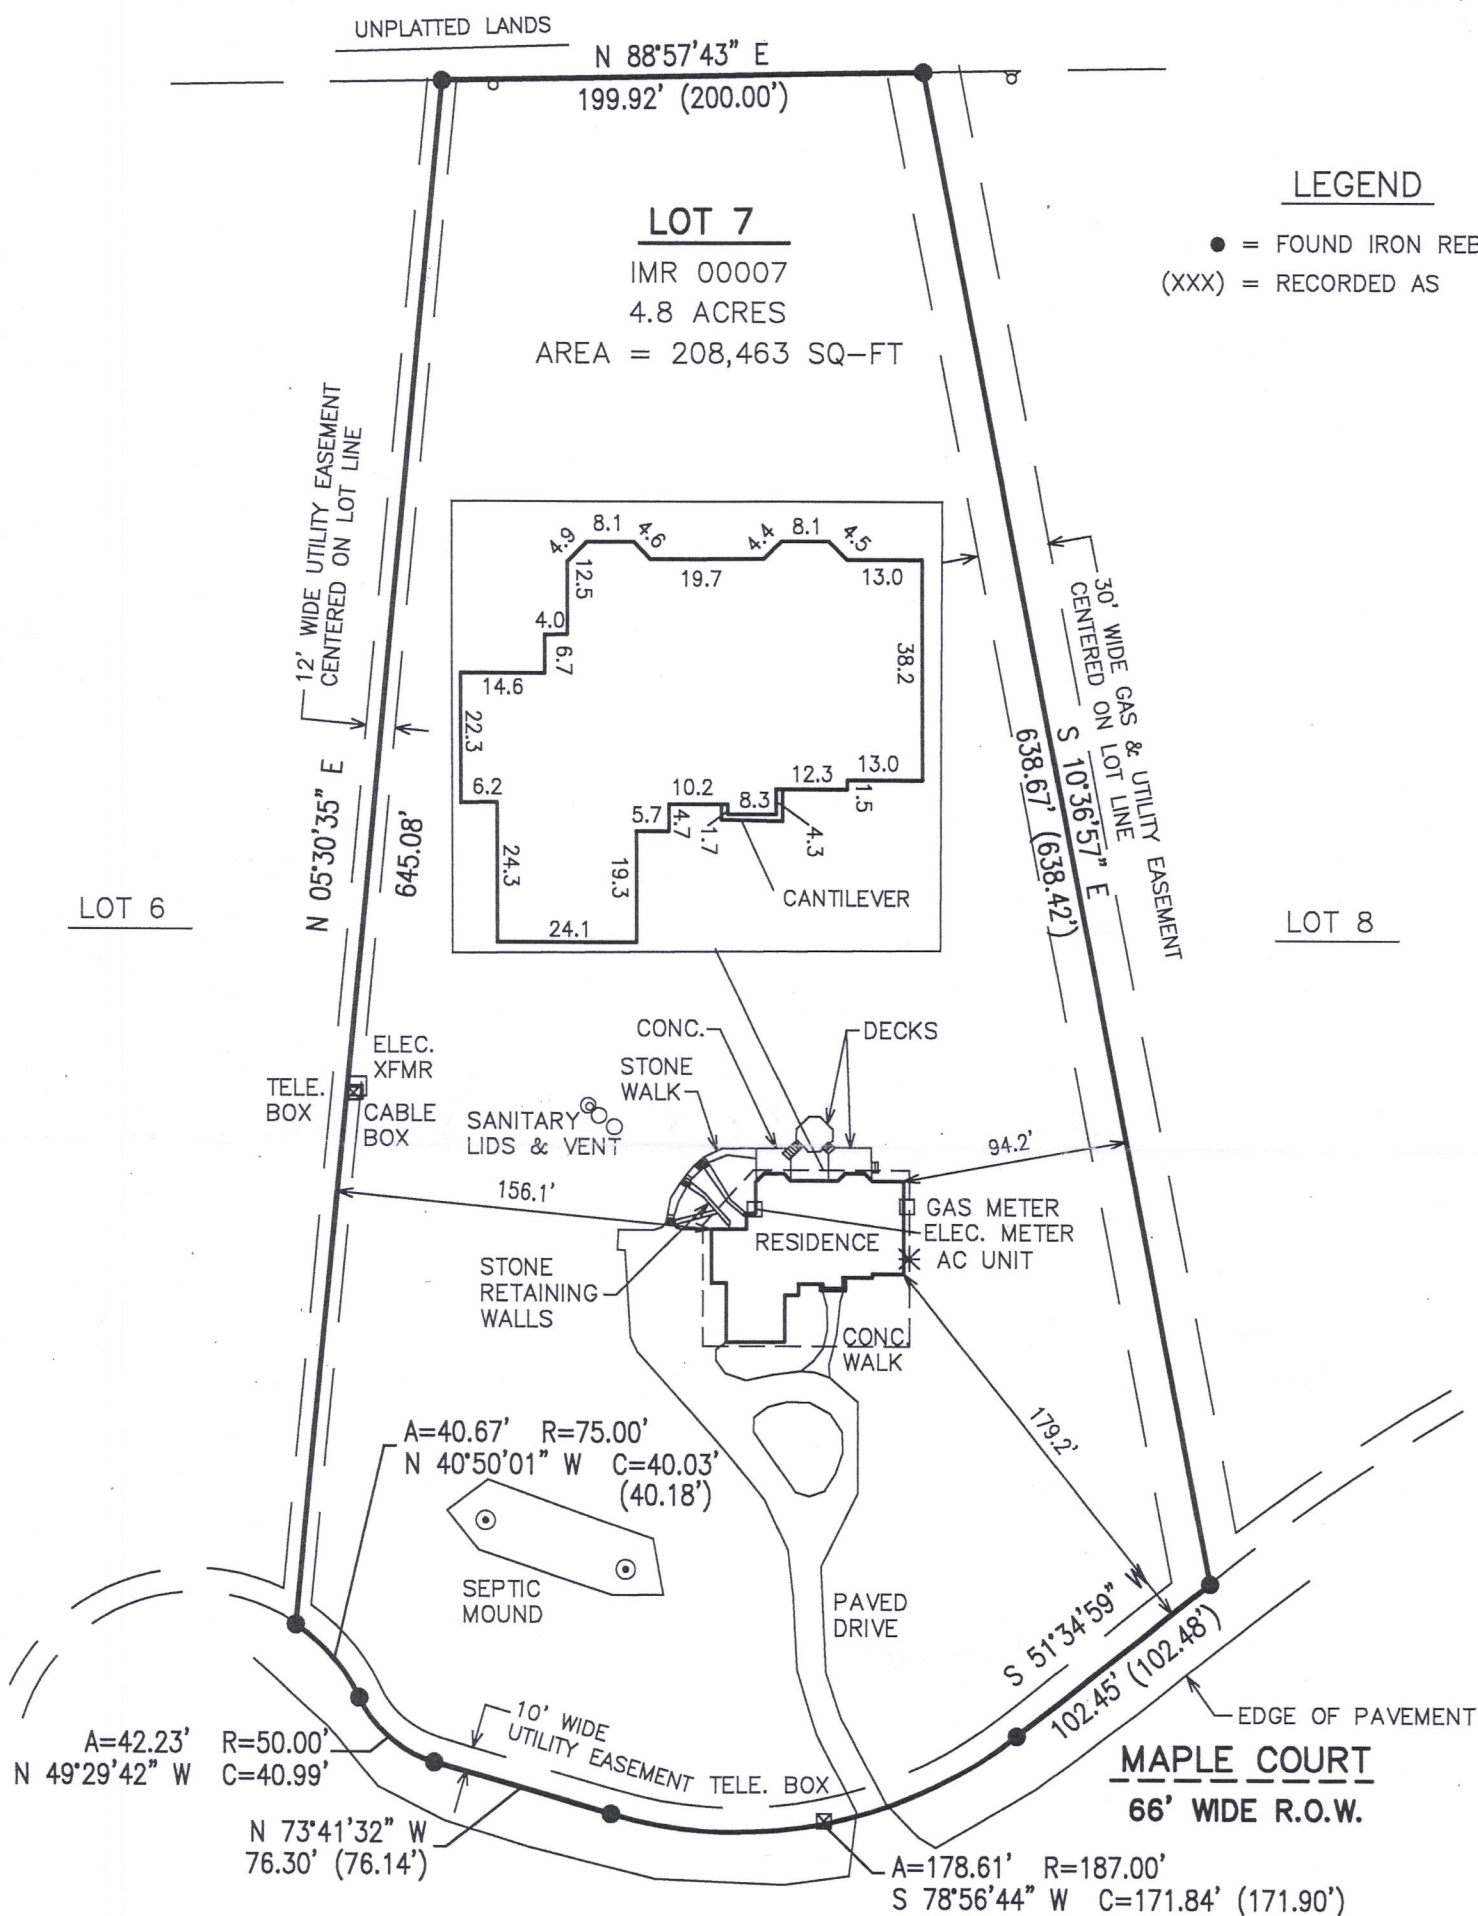 UNPLATTED LANDS
N 88°57'43" E
199.92' (200.00')
LEGEND
● = FOUND IRON REB
(XXX) = RECORDED AS
LOT 7
IMR 00007
4.8 ACRES
AREA = 208,463 SQ-FT
12' WIDE UTILITY EASEMENT
CENTERED ON LOT LINE
30' WIDE GAS & UTILITY EASEMENT
CENTERED ON LOT LINE
8.1
4.9
4.6
4.4
8.1
4.5
12.5
19.7
13.0
4.0
6.7
14.6
38.2
22.3
6.2
10.2
8.3
12.3
13.0
1.5
5.7
4.7
1.7
4.3
24.3
19.3
CANTILEVER
24.1
N 05°30'35" E
645.08'
S 10°36'57" E
638.67' (638.42')
LOT 6
LOT 8
ELEC.
XFMR
TELE.
BOX
CABLE
BOX
SANITARY
LIDS & VENT
CONC.
STONE
WALK
DECKS
94.2'
156.1'
GAS METER
ELEC. METER
AC UNIT
RESIDENCE
STONE
RETAINING
WALLS
CONC.
WALK
179.2'
A=40.67' R=75.00'
N 40°50'01" W C=40.03'
(40.18')
SEPTIC
MOUND
PAVED
DRIVE
S 51°34'59" W
102.45' (102.48')
EDGE OF PAVEMENT
10' WIDE
UTILITY EASEMENT
TELE. BOX
MAPLE COURT
66' WIDE R.O.W.
A=42.23' R=50.00'
N 49°29'42" W C=40.99'
N 73°41'32" W
76.30' (76.14')
A=178.61' R=187.00'
S 78°56'44" W C=171.84' (171.90')